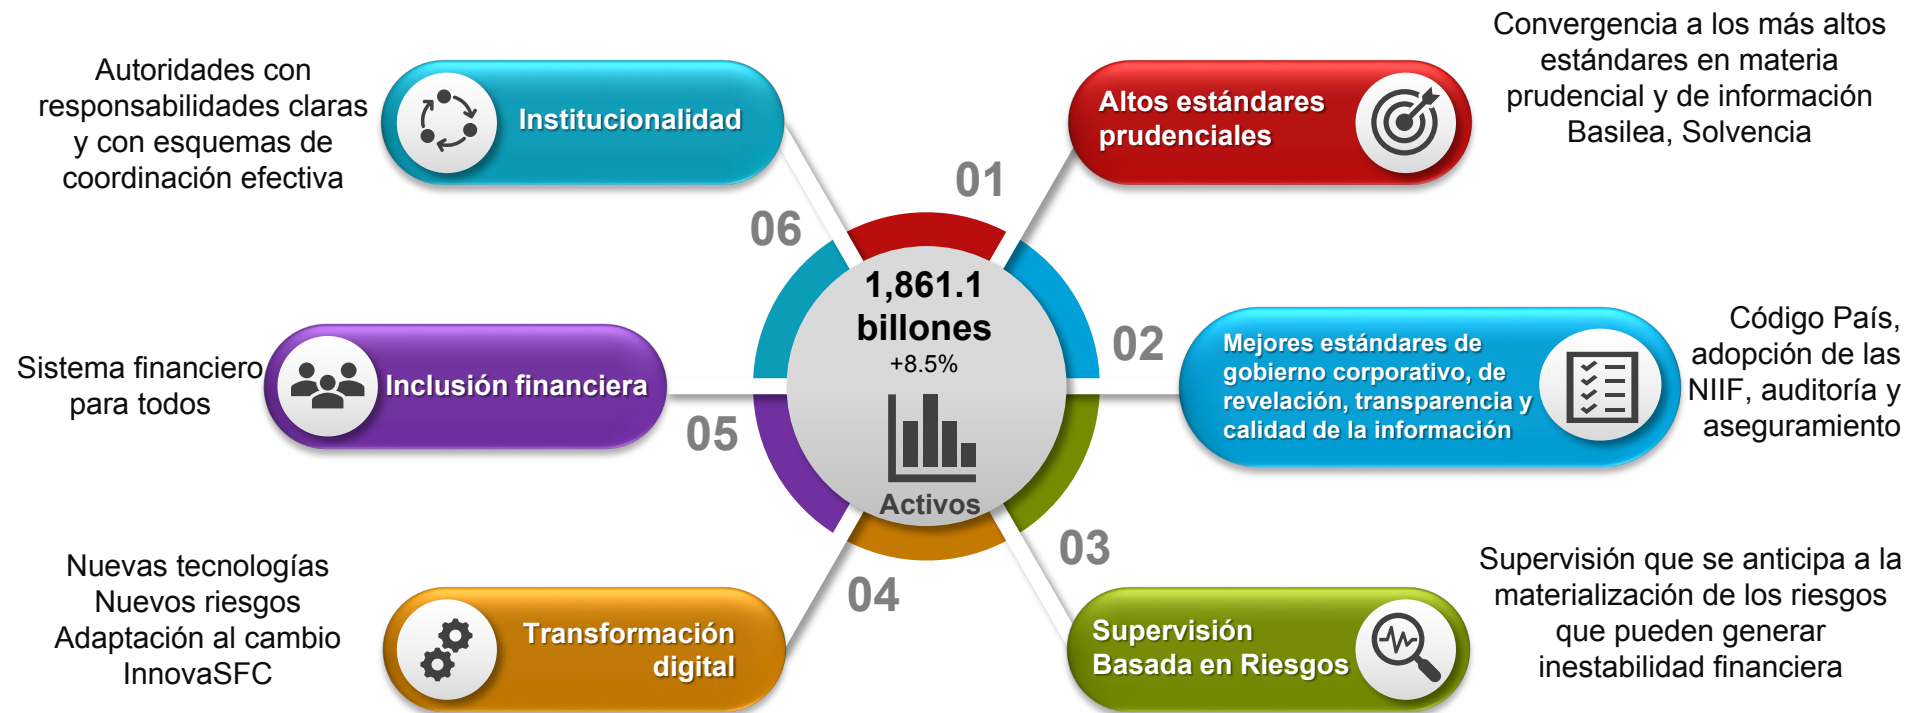 Autoridades con
responsabilidades claras
y con esquemas de
coordinación efectiva
Institucionalidad
06
01
Altos estándares
prudenciales
Convergencia a los más altos
estándares en materia
prudencial y de información
Basilea, Solvencia
1,861.1
billones
+8.5%
Activos
02
Mejores estándares de
gobierno corporativo, de
revelación, transparencia y
calidad de la información
Código País,
adopción de las
NIIF, auditoría y
aseguramiento
Sistema financiero
para todos
Inclusión financiera
05
03
Supervisión
Basada en Riesgos
Supervisión que se anticipa a la
materialización de los riesgos
que pueden generar
inestabilidad financiera
04
Transformación
digital
Nuevas tecnologías
Nuevos riesgos
Adaptación al cambio
InnovaSFC